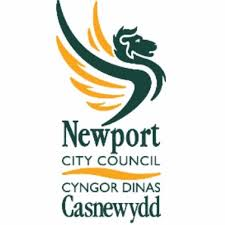 Newport
CITY COUNCIL
CYNGOR DINAS
Casnewydd